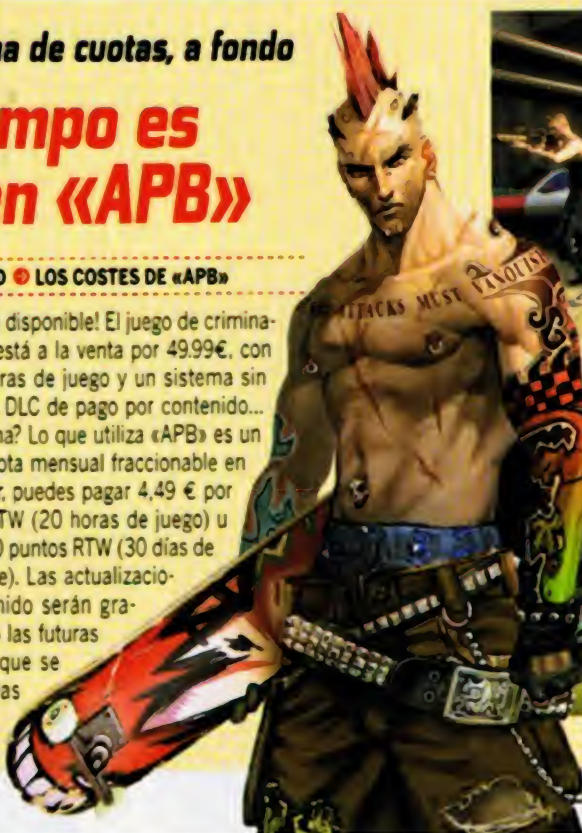 na de cuotas, a fondo
mpo es
en «APB»
O LOS COSTES DE «APB»
disponible! El juego de crimina-
está a la venta por 49.99€, con
ras de juego y un sistema sin
DLC de pago por contenido...
na? Lo que utiliza «APB» es un
ota mensual fraccionable en
r, puedes pagar 4,49 € por
TW (20 horas de juego) u
0 puntos RTW (30 días de
e). Las actualizacio-
nido serán gra-
o las futuras
que se
as
ATTACKS MUST VANQUISH